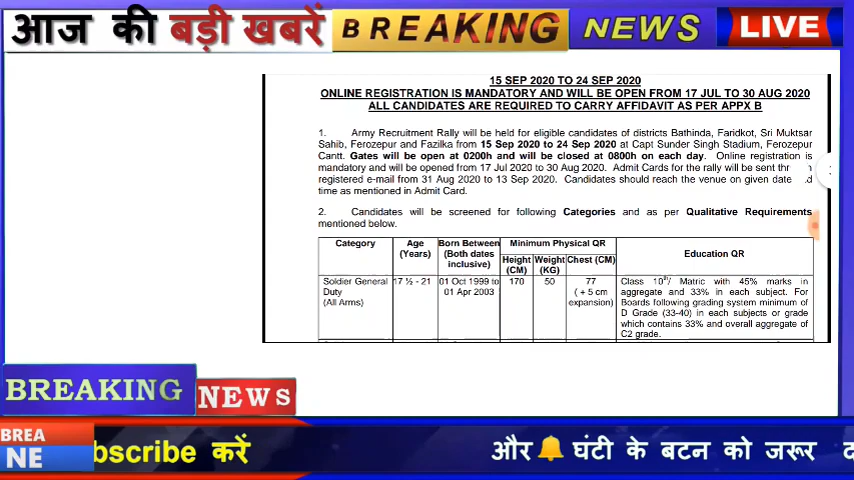 आज की बड़ी खबरें BREAKING NEWS LIVE
15 SEP 2020 TO 24 SEP 2020
ONLINE REGISTRATION IS MANDATORY AND WILL BE OPEN FROM 17 JUL TO 30 AUG 2020
ALL CANDIDATES ARE REQUIRED TO CARRY AFFIDAVIT AS PER APPX B
1. Army Recruitment Rally will be held for eligible candidates of districts Bathinda, Faridkot, Sri Muktsar
Sahib, Ferozepur and Fazilka from 15 Sep 2020 to 24 Sep 2020 at Capt Sunder Singh Stadium, Ferozepur
Cantt. Gates will be open at 0200h and will be closed at 0800h on each day. Online registration is
mandatory and will be opened from 17 Jul 2020 to 30 Aug 2020. Admit Cards for the rally will be sent thr
registered e-mail from 31 Aug 2020 to 13 Sep 2020. Candidates should reach the venue on given date
time as mentioned in Admit Card.
2. Candidates will be screened for following Categories and as per Qualitative Requirements
mentioned below.
Category Age (Years) Born Between (Both dates inclusive) Minimum Physical QR Education QR
Height (CM) Weight (KG) Chest (CM)
Soldier General Duty (All Arms) 17 ½ - 21 01 Oct 1999 to 01 Apr 2003 170 50 77 ( + 5 cm expansion)
Class 10th/ Matric with 45% marks in
aggregate and 33% in each subject. For
Boards following grading system minimum of
D Grade (33-40) in each subjects or grade
which contains 33% and overall aggregate of
C2 grade.
BREAKING NEWS
BREA
NE
bscribe करें और घंटी के बटन को जरूर